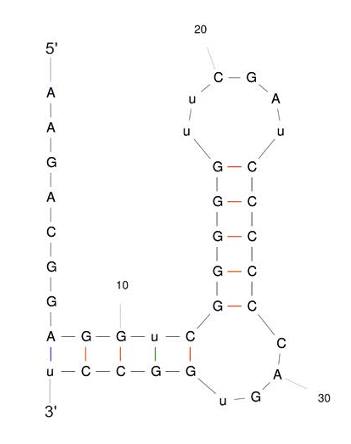 20
5'
C G
A u A
A u u
G G C
A G C
C G C
G G C
G G C
10
A G G u C C
u C C G G A
u G 30
3'